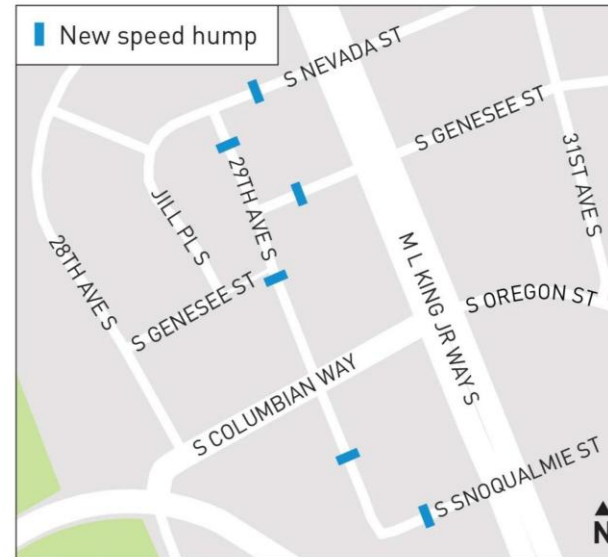 New speed hump
S NEVADA ST
S GENESEE ST
31ST AVE S
29TH AVE S
JILL PL S
28TH AVE S
S GENESEE ST
M L KING JR WAY S
S OREGON ST
S COLUMBIAN WAY
S SNOQUALMIE ST
N